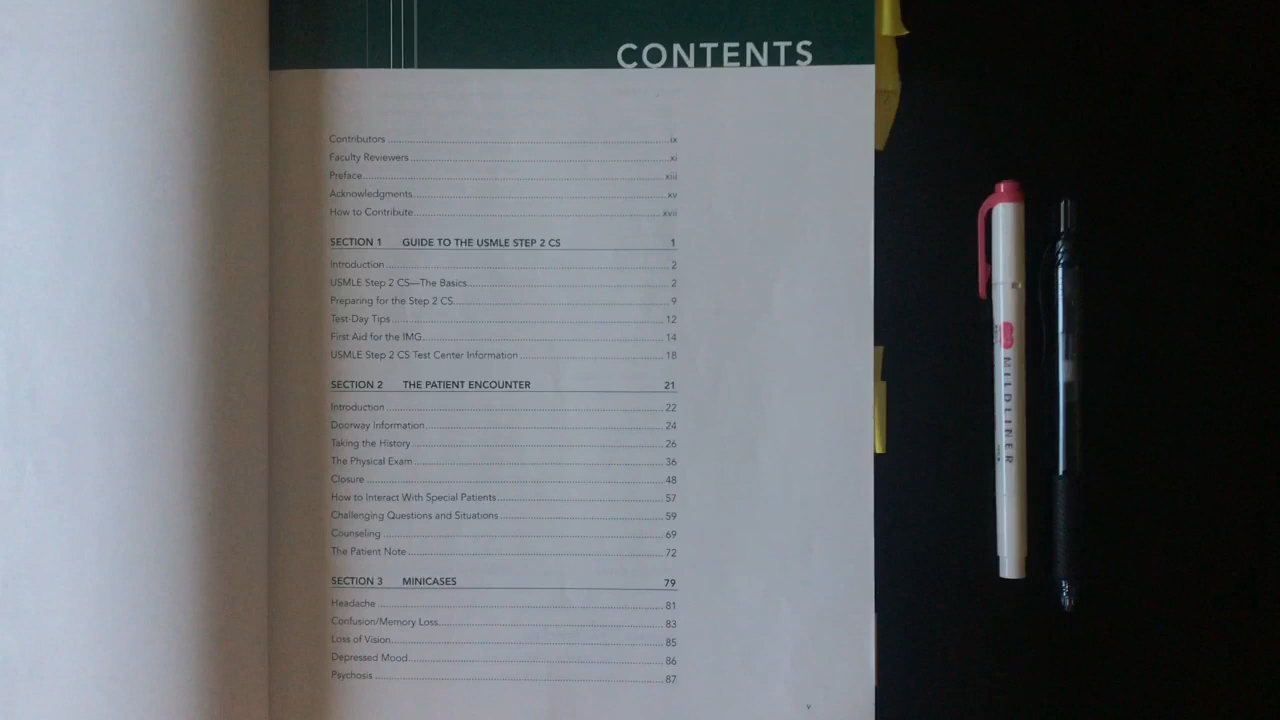 CONTENTS
Contributors ix
Faculty Reviewers xi
Preface xiii
Acknowledgments xv
How to Contribute xvii
SECTION 1 GUIDE TO THE USMLE STEP 2 CS 1
Introduction 2
USMLE Step 2 CS—The Basics 2
Preparing for the Step 2 CS 9
Test-Day Tips 12
First Aid for the IMG 14
USMLE Step 2 CS Test Center Information 18
SECTION 2 THE PATIENT ENCOUNTER 21
Introduction 22
Doorway Information 24
Taking the History 26
The Physical Exam 36
Closure 48
How to Interact With Special Patients 57
Challenging Questions and Situations 59
Counseling 69
The Patient Note 72
SECTION 3 MINICASES 79
Headache 81
Confusion/Memory Loss 83
Loss of Vision 85
Depressed Mood 86
Psychosis 87
v
MILDLINER